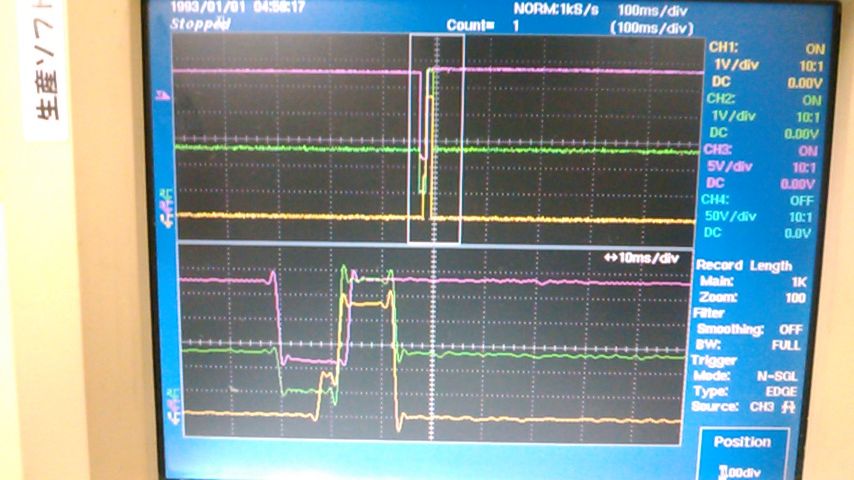 生産ソフト
1993/01/01 04:56:17
NORM:1kS/s 100ms/div
Stopped
Count= 1 (100ms/div)
CH1: ON
1V/div 10:1
DC 0.00V
CH2: ON
1V/div 10:1
DC 0.00V
CH3: ON
5V/div 10:1
DC 0.00V
CH4: OFF
50V/div 10:1
DC 0.0V
↔10ms/div
Record Length
Main: 1K
Zoom: 100
Filter
Smoothing: OFF
BW: FULL
Trigger
Mode: N-SGL
Type: EDGE
Source: CH3
Position